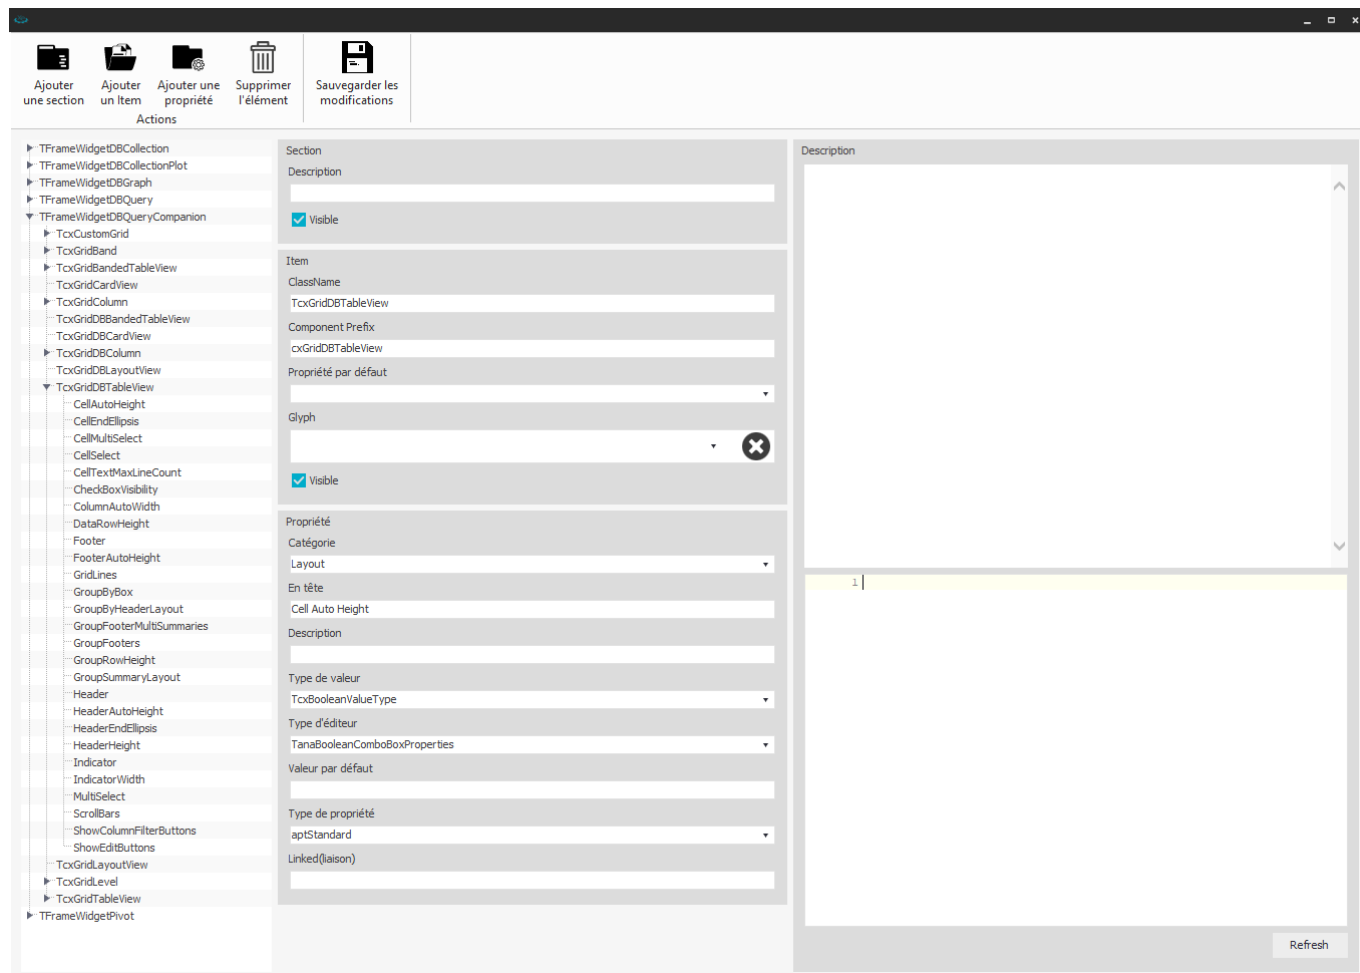 Ajouter
une section
Ajouter
un Item
Ajouter une
propriété
Supprimer
l'élément
Sauvegarder les
modifications
Actions
TFrameWidgetDBCollection
TFrameWidgetDBCollectionPlot
TFrameWidgetDBGraph
TFrameWidgetDBQuery
TFrameWidgetDBQueryCompanion
TcxCustomGrid
TcxGridBand
TcxGridBandedTableView
TcxGridCardView
TcxGridColumn
TcxGridDBBandedTableView
TcxGridDBCardView
TcxGridDBColumn
TcxGridDBLayoutView
TcxGridDBTableView
CellAutoHeight
CellEndEllipsis
CellMultiSelect
CellSelect
CellTextMaxLineCount
CheckBoxVisibility
ColumnAutoWidth
DataRowHeight
Footer
FooterAutoHeight
GridLines
GroupByBox
GroupByHeaderLayout
GroupFooterMultiSummaries
GroupFooters
GroupRowHeight
GroupSummaryLayout
Header
HeaderAutoHeight
HeaderEndEllipsis
HeaderHeight
Indicator
IndicatorWidth
MultiSelect
ScrollBars
ShowColumnFilterButtons
ShowEditButtons
TcxGridLayoutView
TcxGridLevel
TcxGridTableView
TFrameWidgetPivot
Section
Description
Visible
Item
ClassName
TcxGridDBTableView
Component Prefix
cxGridDBTableView
Propriété par défaut
Glyph
Visible
Propriété
Catégorie
Layout
En tête
Cell Auto Height
Description
Type de valeur
TcxBooleanValueType
Type d'éditeur
TanaBooleanComboBoxProperties
Valeur par défaut
Type de propriété
aptStandard
Linked(liaison)
Description
1
Refresh